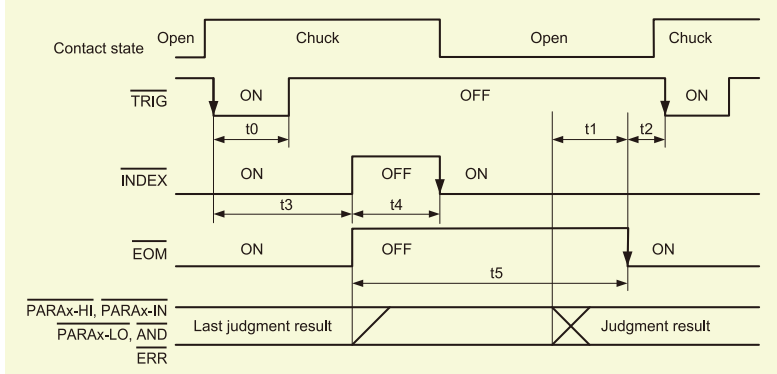 Contact state Open Chuck Open Chuck
TRIG ON OFF ON
t0 t1 t2
INDEX ON OFF ON
t3 t4
EOM ON OFF ON
t5
PARAx-HI, PARAx-IN
PARAx-LO, AND Last judgment result Judgment result
ERR